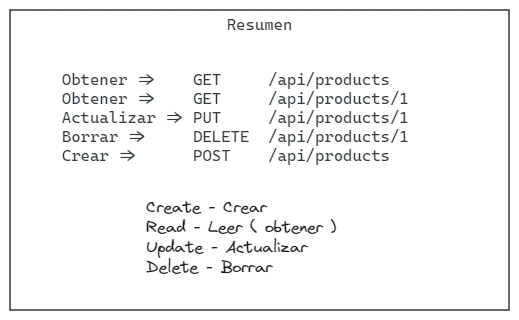 Resumen
Obtener ⇒ GET /api/products
Obtener ⇒ GET /api/products/1
Actualizar ⇒ PUT /api/products/1
Borrar ⇒ DELETE /api/products/1
Crear ⇒ POST /api/products
Create - Crear
Read - Leer ( obtener )
Update - Actualizar
Delete - Borrar